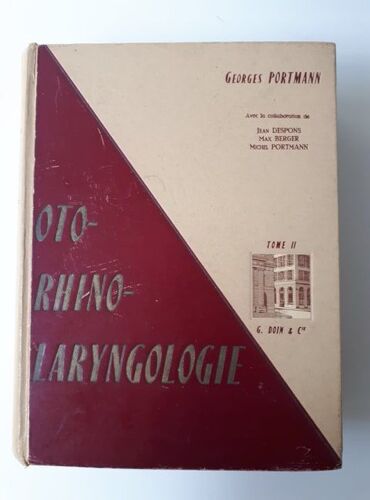 GEORGES PORTMANN
Avec la collaboration de
JEAN DESPONS
MAX BERGER
MICHEL PORTMANN
OTO-
RHINO-
LARYNGOLOGIE
TOME II
G. DOIN & Cie